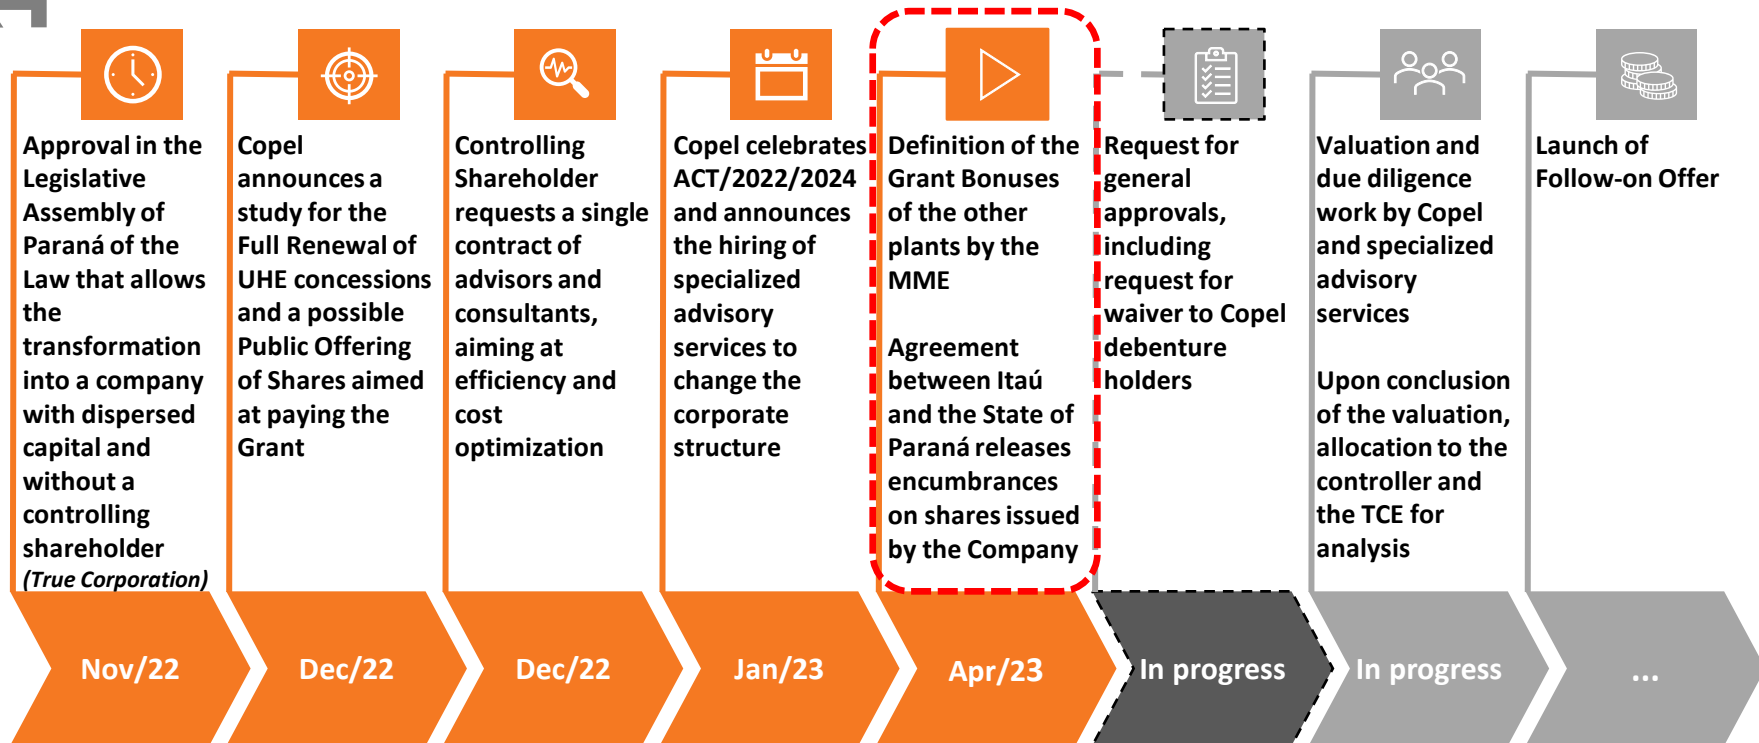 Approval in the
Legislative
Assembly of
Paraná of the
Law that allows
the
transformation
into a company
with dispersed
capital and
without a
controlling
shareholder
(True Corporation)
Nov/22
Copel
announces a
study for the
Full Renewal of
UHE concessions
and a possible
Public Offering
of Shares aimed
at paying the
Grant
Dec/22
Controlling
Shareholder
requests a single
contract of
advisors and
consultants,
aiming at
efficiency and
cost
optimization
Dec/22
Copel celebrates
ACT/2022/2024
and announces
the hiring of
specialized
advisory
services to
change the
corporate
structure
Jan/23
Definition of the
Grant Bonuses
of the other
plants by the
MME
Agreement
between Itaú
and the State of
Paraná releases
encumbrances
on shares issued
by the Company
Apr/23
Request for
general
approvals,
including
request for
waiver to Copel
debenture
holders
In progress
Valuation and
due diligence
work by Copel
and specialized
advisory
services
Upon conclusion
of the valuation,
allocation to the
controller and
the TCE for
analysis
In progress
Launch of
Follow-on Offer
...